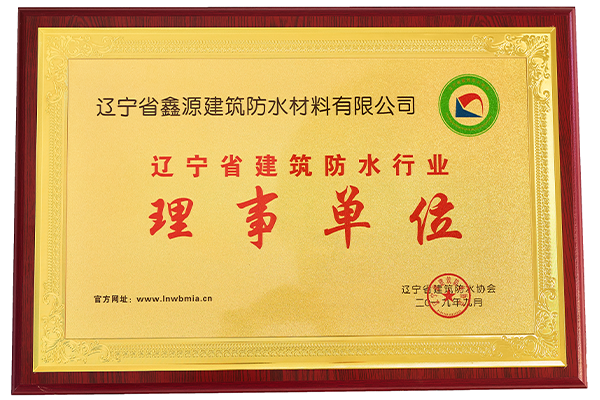 辽宁省鑫源建筑防水材料有限公司
辽宁省建筑防水行业
理事单位
辽宁省建筑防水协会
二〇一八年九月
官方网址：www.lnwbmia.cn